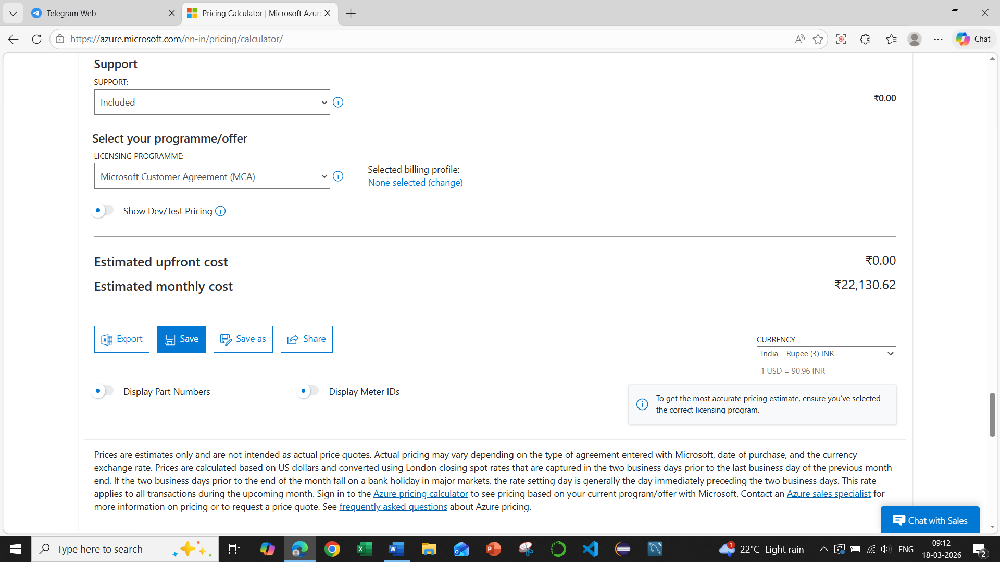 Telegram Web
Pricing Calculator | Microsoft Azure
https://azure.microsoft.com/en-in/pricing/calculator/
Chat
Support
SUPPORT:
Included
₹0.00
Select your programme/offer
LICENSING PROGRAMME:
Microsoft Customer Agreement (MCA)
Selected billing profile:
None selected (change)
Show Dev/Test Pricing
Estimated upfront cost
₹0.00
Estimated monthly cost
₹22,130.62
Export
Save
Save as
Share
CURRENCY
India – Rupee (₹) INR
1 USD = 90.96 INR
Display Part Numbers
Display Meter IDs
To get the most accurate pricing estimate, ensure you've selected
the correct licensing program.
Prices are estimates only and are not intended as actual price quotes. Actual pricing may vary depending on the type of agreement entered with Microsoft, date of purchase, and the currency
exchange rate. Prices are calculated based on US dollars and converted using London closing spot rates that are captured in the two business days prior to the last business day of the previous month
end. If the two business days prior to the end of the month fall on a bank holiday in major markets, the rate setting day is generally the day immediately preceding the two business days. This rate
applies to all transactions during the upcoming month. Sign in to the Azure pricing calculator to see pricing based on your current program/offer with Microsoft. Contact an Azure sales specialist for
more information on pricing or to request a price quote. See frequently asked questions about Azure pricing.
Chat with Sales
Type here to search
1
22°C Light rain
ENG
09:12
18-03-2026
2